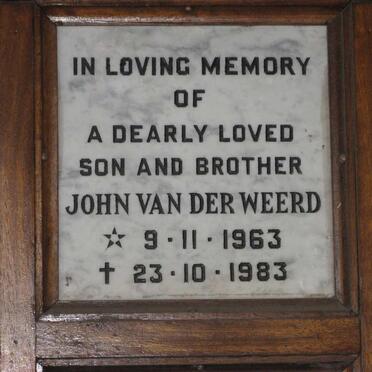 IN LOVING MEMORY
OF
A DEARLY LOVED
SON AND BROTHER
JOHN VAN DER WEERD
☆ 9·11·1963
† 23·10·1983